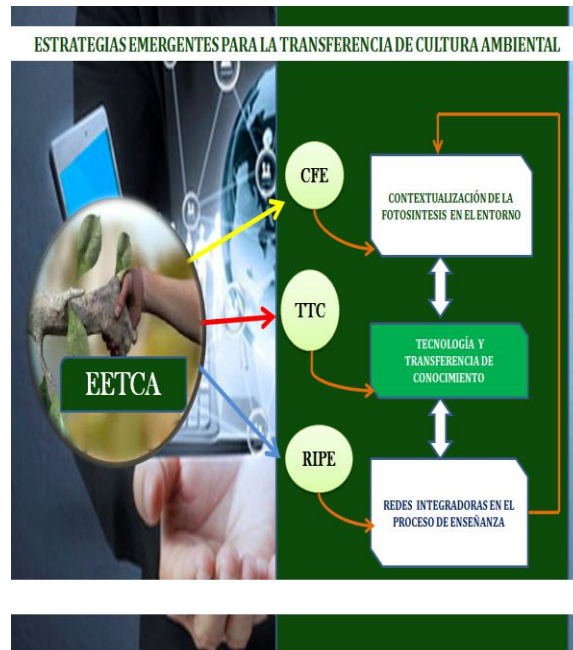 ESTRATEGIAS EMERGENTES PARA LA TRANSFERENCIA DE CULTURA AMBIENTAL
CFE
CONTEXTUALIZACIÓN DE LA
FOTOSINTESIS EN EL ENTORNO
TTC
TECNOLOGÍA Y
TRANSFERENCIA DE
CONOCIMIENTO
EETCA
RIPE
REDES INTEGRADORAS EN EL
PROCESO DE ENSEÑANZA